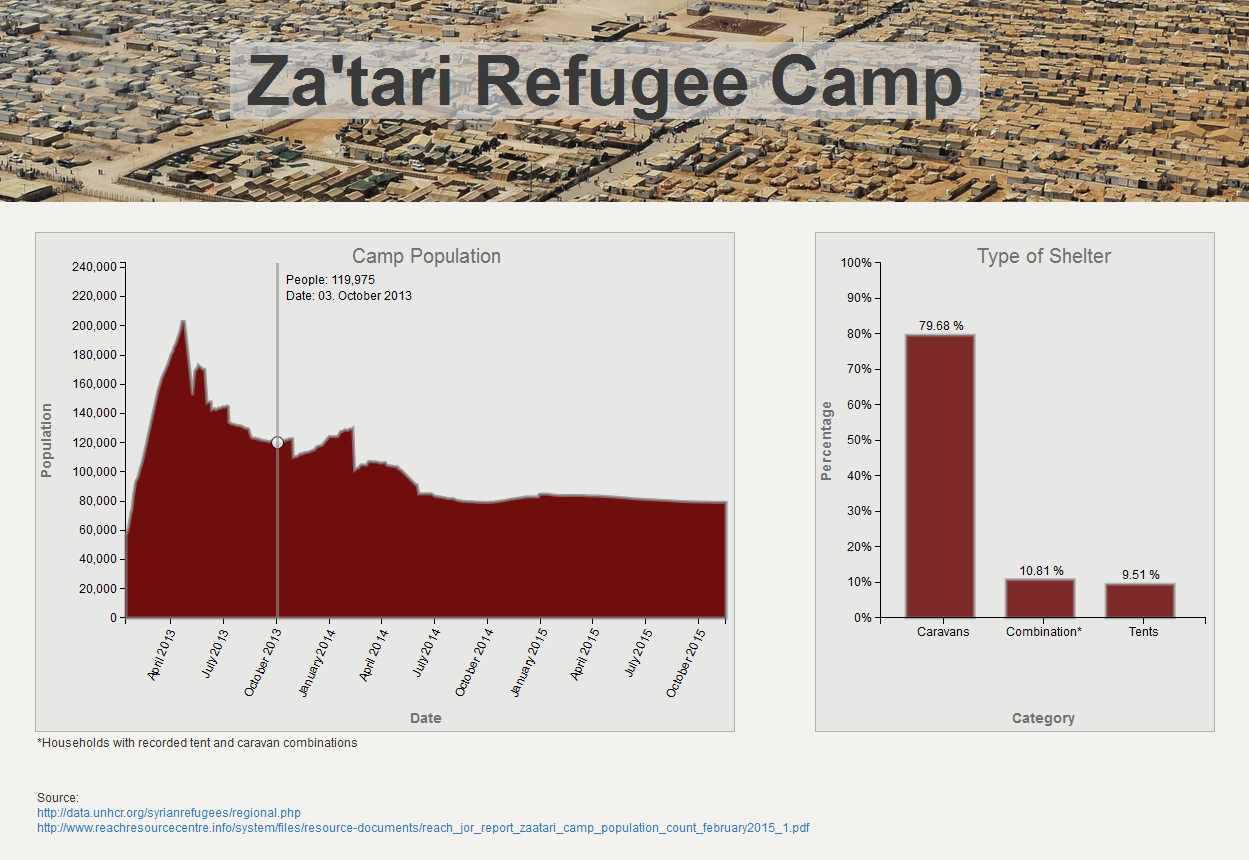 Za'tari Refugee Camp
Camp Population
People: 119,975
Date: 03. October 2013
240,000
220,000
200,000
180,000
160,000
140,000
120,000
100,000
80,000
60,000
40,000
20,000
0
Population
April 2013
July 2013
October 2013
January 2014
April 2014
July 2014
October 2014
January 2015
April 2015
July 2015
October 2015
Date
Type of Shelter
100%
90%
80%
70%
60%
50%
40%
30%
20%
10%
0%
Percentage
79.68 %
10.81 %
9.51 %
Caravans
Combination*
Tents
Category
*Households with recorded tent and caravan combinations
Source:
http://data.unhcr.org/syrianrefugees/regional.php
http://www.reachresourcecentre.info/system/files/resource-documents/reach_jor_report_zaatari_camp_population_count_february2015_1.pdf